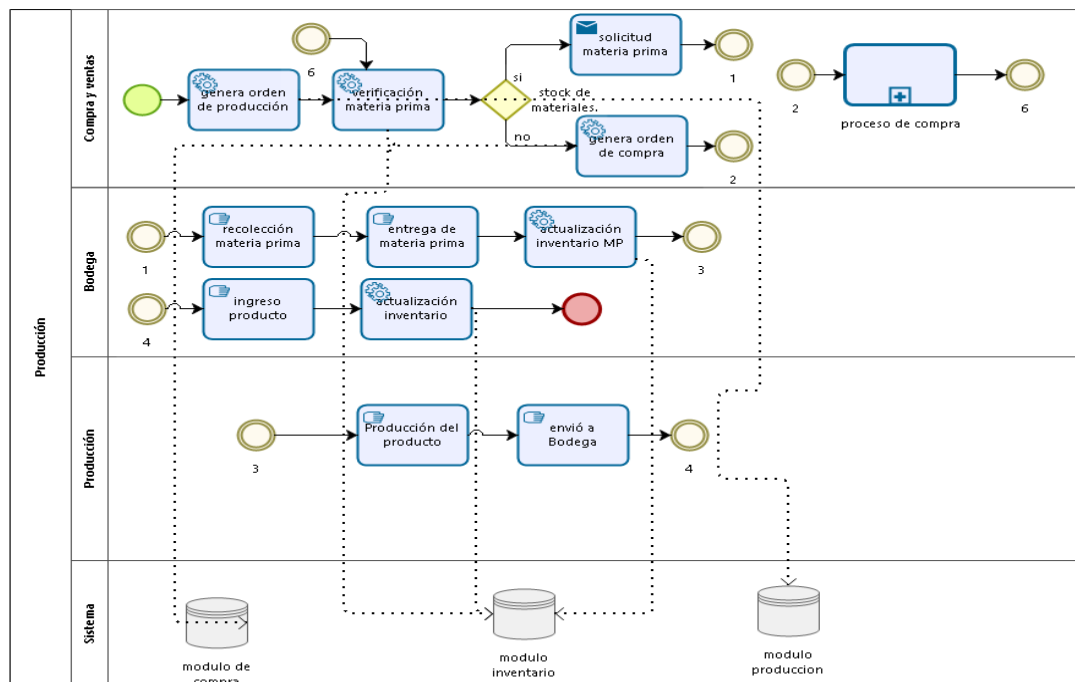 Producción
Compra y ventas
6
genera orden
de producción
verificación
materia prima
si
no
stock de
materiales.
solicitud
materia prima
1
genera orden
de compra
2
2
proceso de compra
6
Bodega
1
recolección
materia prima
entrega de
materia prima
actualización
inventario MP
3
4
ingreso
producto
actualización
inventario
Producción
3
Producción del
producto
envió a
Bodega
4
Sistema
modulo de
compra
modulo
inventario
modulo
produccion